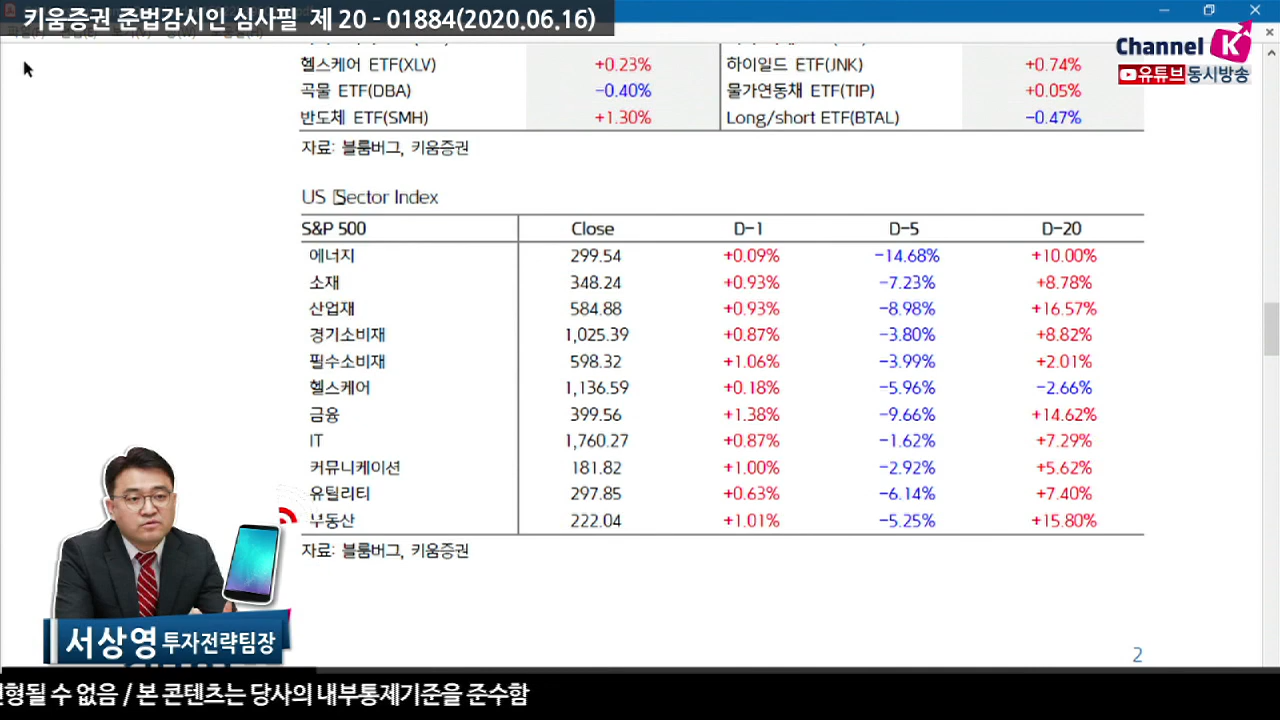 키움증권 준법감시인 심사필 제 20 - 01884(2020.06.16)
Channel K
유튜브동시방송
헬스케어 ETF(XLV) +0.23% 하이일드 ETF(JNK) +0.74%
곡물 ETF(DBA) −0.40% 물가연동채 ETF(TIP) +0.05%
반도체 ETF(SMH) +1.30% Long/short ETF(BTAL) −0.47%
자료: 블룸버그, 키움증권
US Sector Index
S&P 500 Close D−1 D−5 D−20
에너지 299.54 +0.09% −14.68% +10.00%
소재 348.24 +0.93% −7.23% +8.78%
산업재 584.88 +0.93% −8.98% +16.57%
경기소비재 1,025.39 +0.87% −3.80% +8.82%
필수소비재 598.32 +1.06% −3.99% +2.01%
헬스케어 1,136.59 +0.18% −5.96% −2.66%
금융 399.56 +1.38% −9.66% +14.62%
IT 1,760.27 +0.87% −1.62% +7.29%
커뮤니케이션 181.82 +1.00% −2.92% +5.62%
유틸리티 297.85 +0.63% −6.14% +7.40%
부동산 222.04 +1.01% −5.25% +15.80%
자료: 블룸버그, 키움증권
서상영 투자전략팀장
2
될 수 없음 / 본 콘텐츠는 당사의 내부통제기준을 준수함